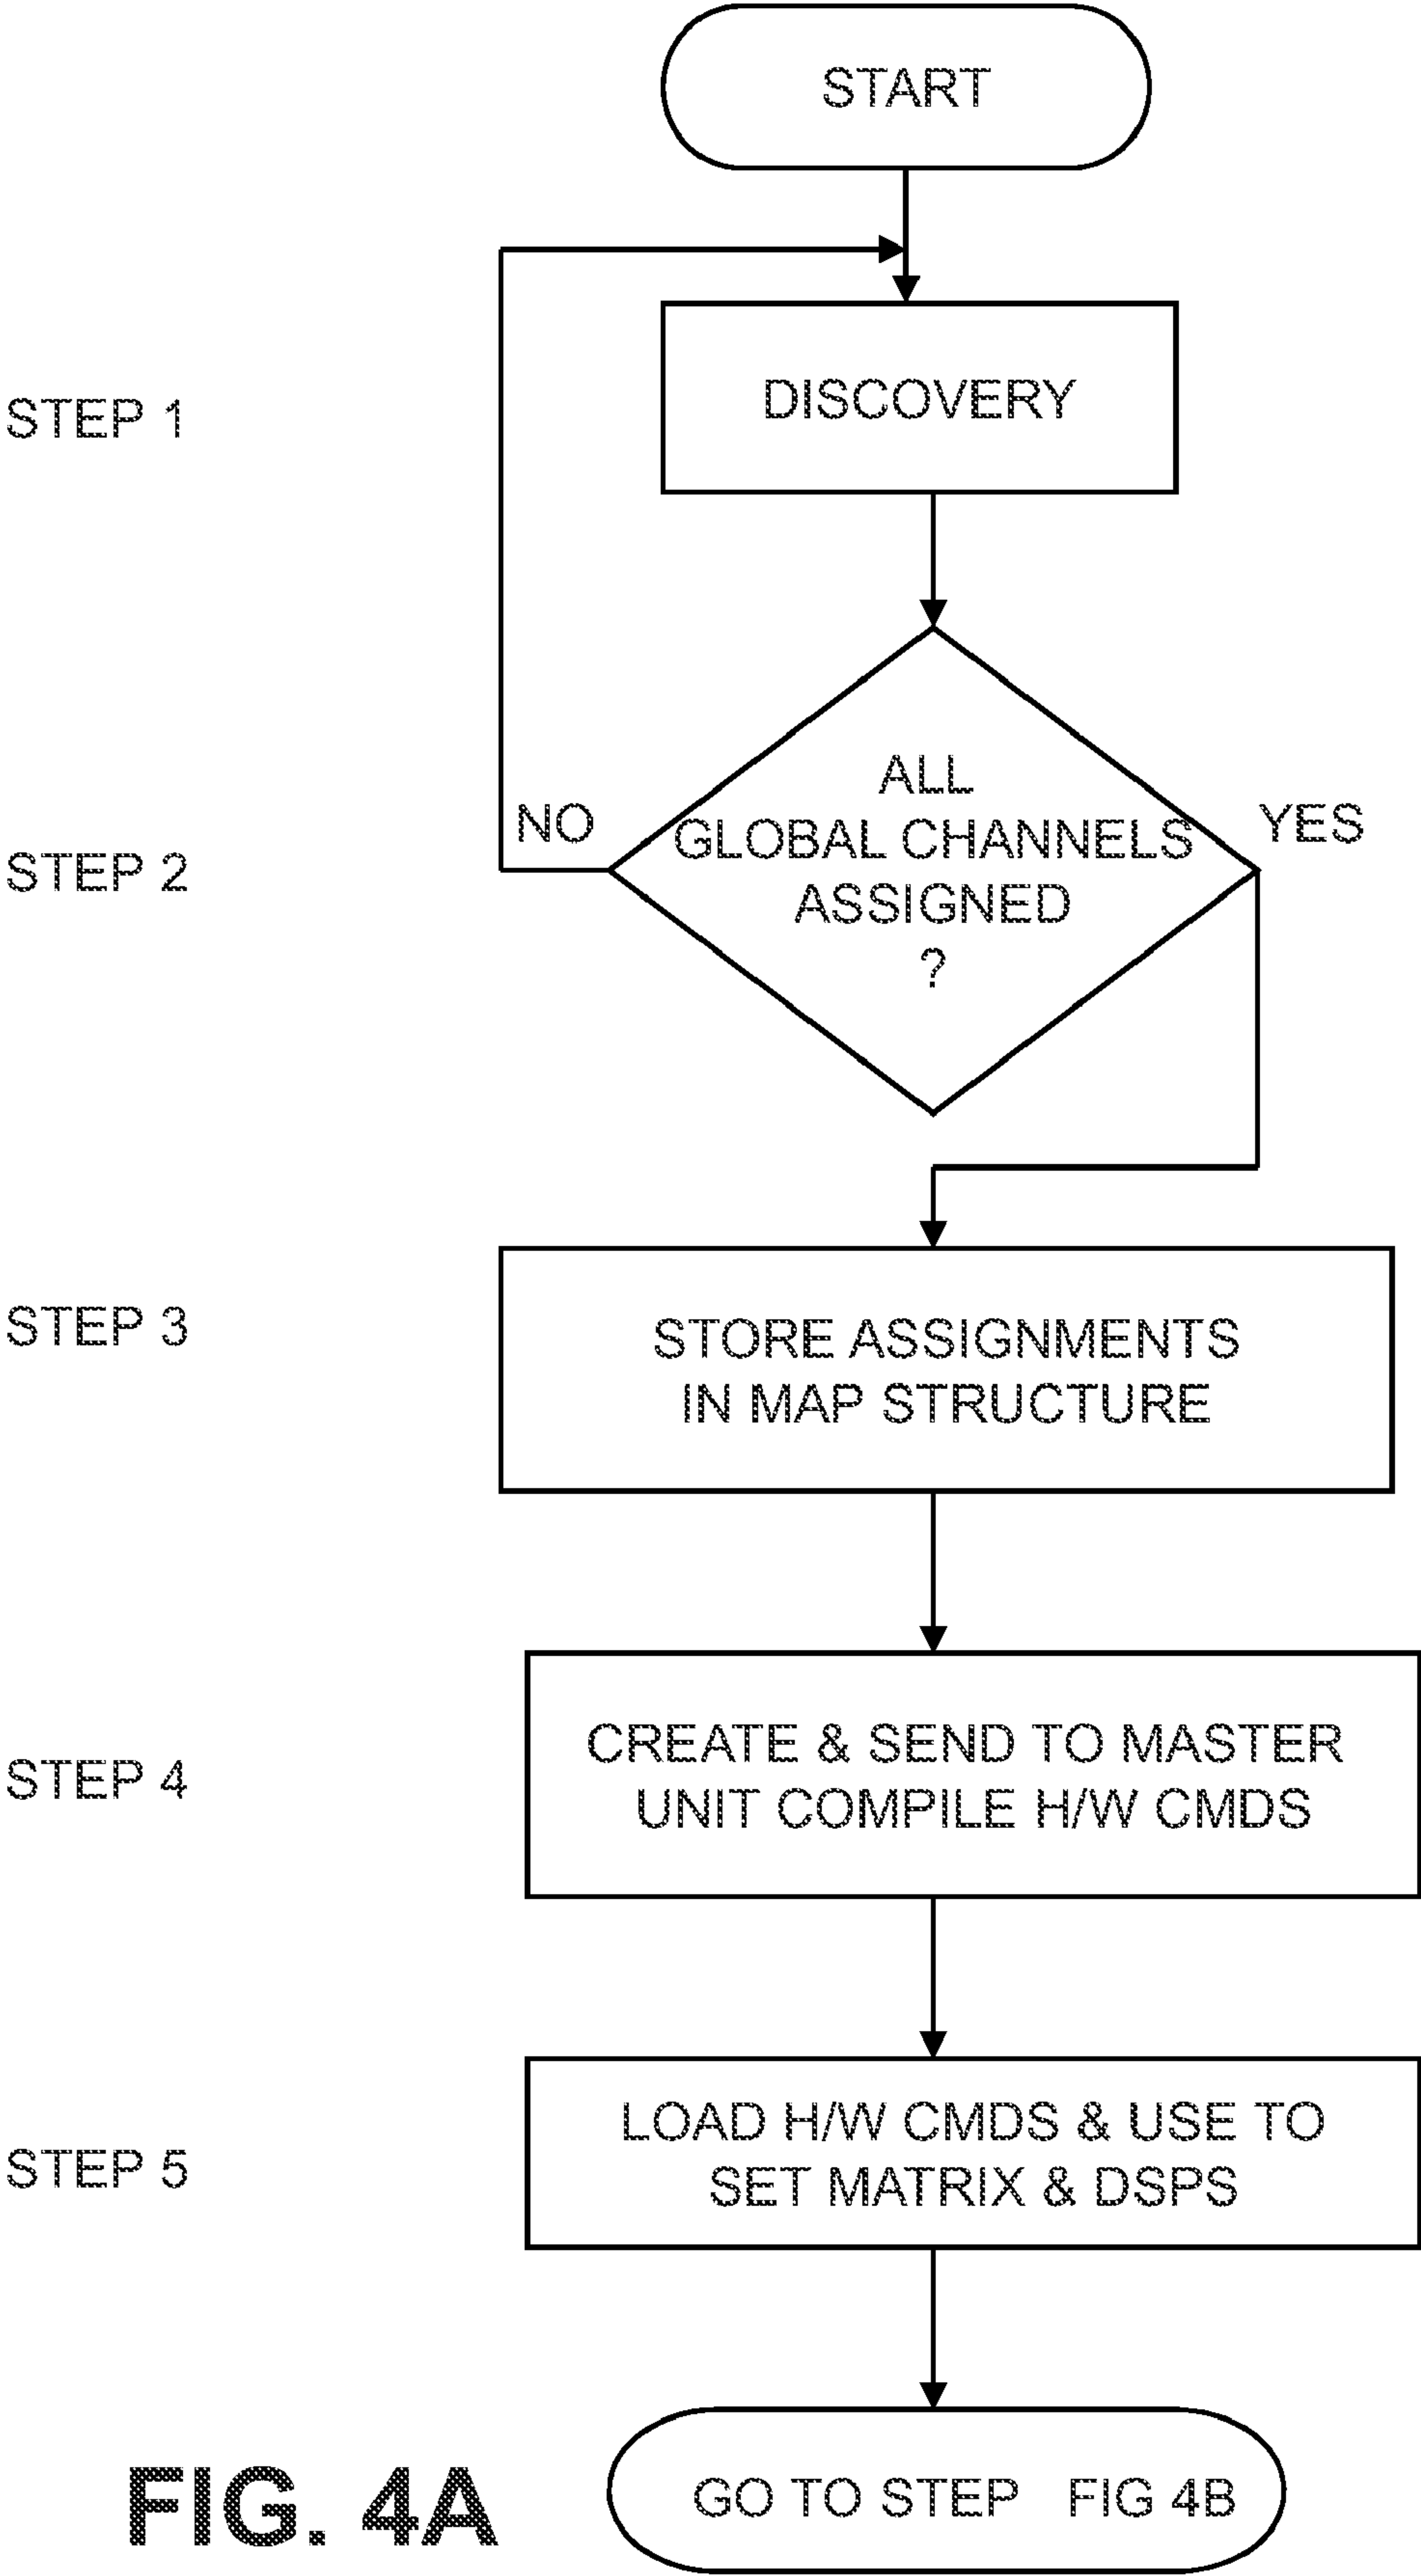 START
STEP 1
DISCOVERY
ALL
NO
YES
GLOBAL CHANNELS
STEP 2
ASSIGNED
?
STEP 3
STORE ASSIGNMENTS
IN MAP STRUCTURE
STEP 4
CREATE & SEND TO MASTER
UNIT COMPILE H/W CMDS
STEP 5
LOAD H/W CMDS & USE TO
SET MATRIX & DSPS
GO TO STEP FIG 4B
FIG. 4A